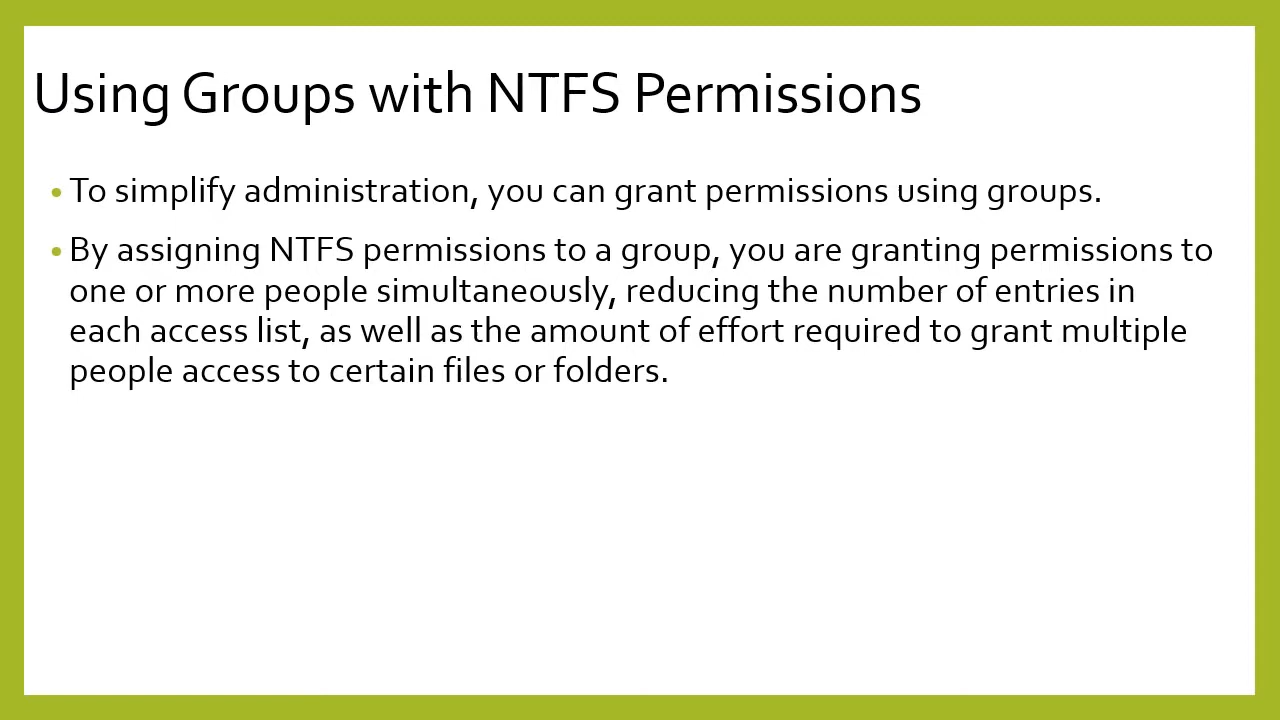 Using Groups with NTFS Permissions
• To simplify administration, you can grant permissions using groups.
• By assigning NTFS permissions to a group, you are granting permissions to
one or more people simultaneously, reducing the number of entries in
each access list, as well as the amount of effort required to grant multiple
people access to certain files or folders.